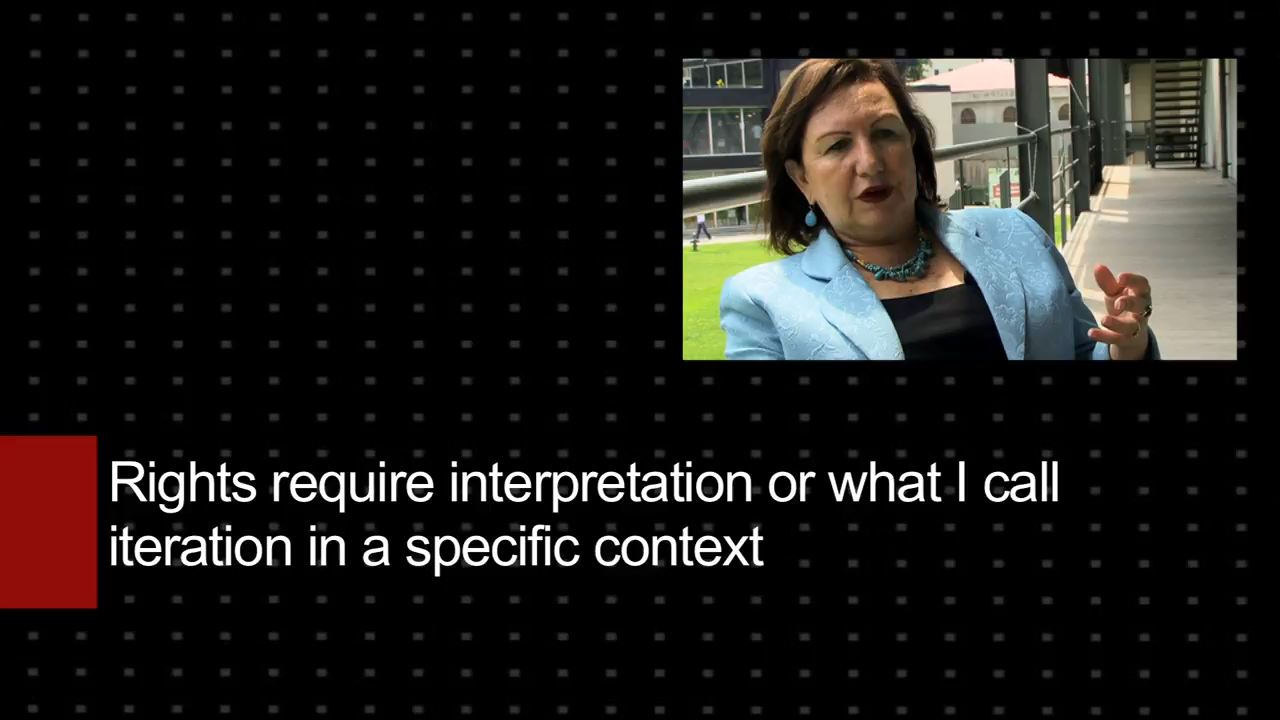 Rights require interpretation or what I call
iteration in a specific context